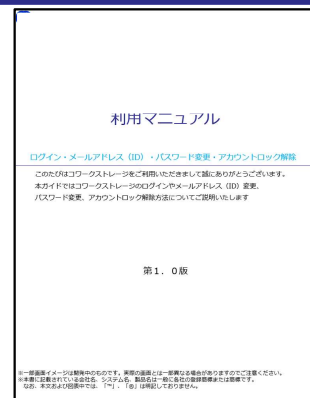 利用マニュアル
ログイン・メールアドレス（ID）・パスワード変更・アカウントロック解除
このたびはコワークストレージをご利用いただきまして誠にありがとうございます。
本ガイドではコワークストレージのログインやメールアドレス（ID）変更、
パスワード変更、アカウントロック解除方法についてご説明いたします
第1．0版
※一部画面イメージは開発中のものです。実際の画面とは一部異なる場合がありますのでご注意ください。
※本書に記載されている会社名、システム名、製品名は一般に各社の登録商標または商標です。
なお、本文および図表中では、「™」、「®」は明記しておりません。